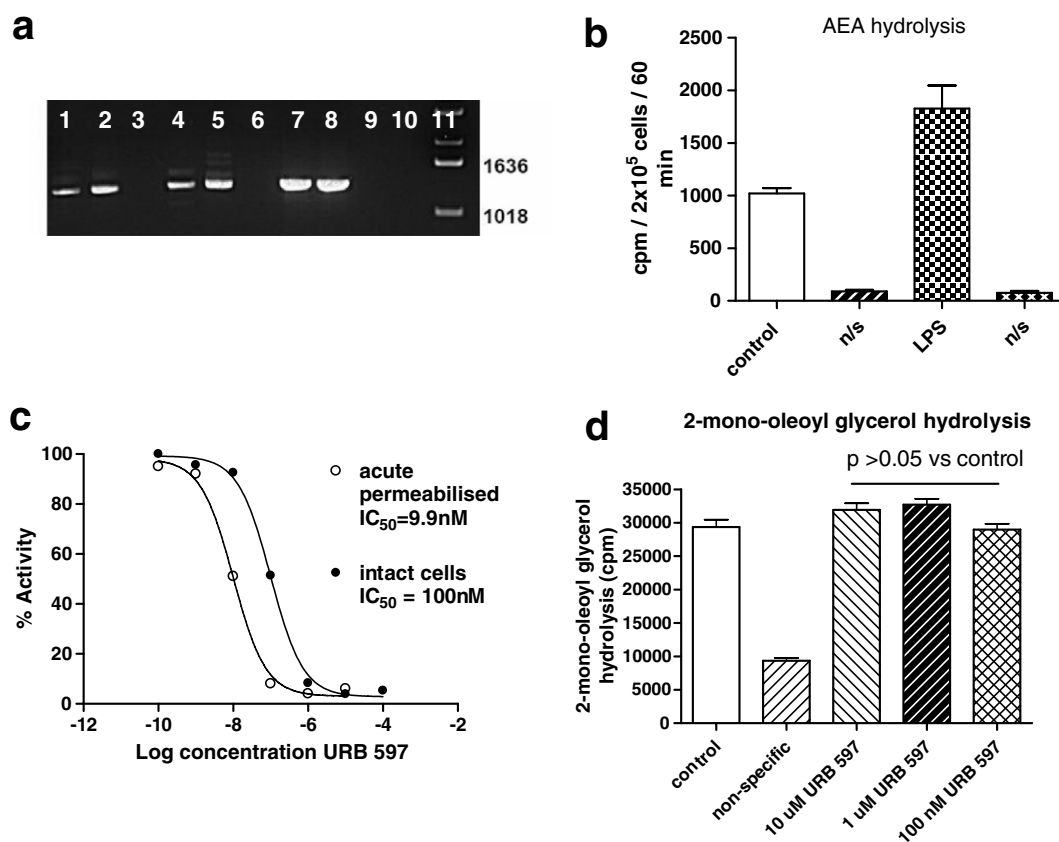 a
1 2 3 4 5 6 7 8 9 10 11
1636
1018
b
AEA hydrolysis
cpm / 2x10⁵ cells / 60
min
2500
2000
1500
1000
500
0
control
n/s
LPS
n/s
c
% Activity
100
80
60
40
20
0
-12
-10
-8
-6
-4
-2
Log concentration URB 597
acute
permeabilised
IC₅₀=9.9nM
intact cells
IC₅₀ = 100nM
d
2-mono-oleoyl glycerol hydrolysis
p >0.05 vs control
2-mono-oleoyl glycerol
hydrolysis (cpm)
35000
30000
25000
20000
15000
10000
5000
0
control
non-specific
10 uM URB 597
1 uM URB 597
100 nM URB 597